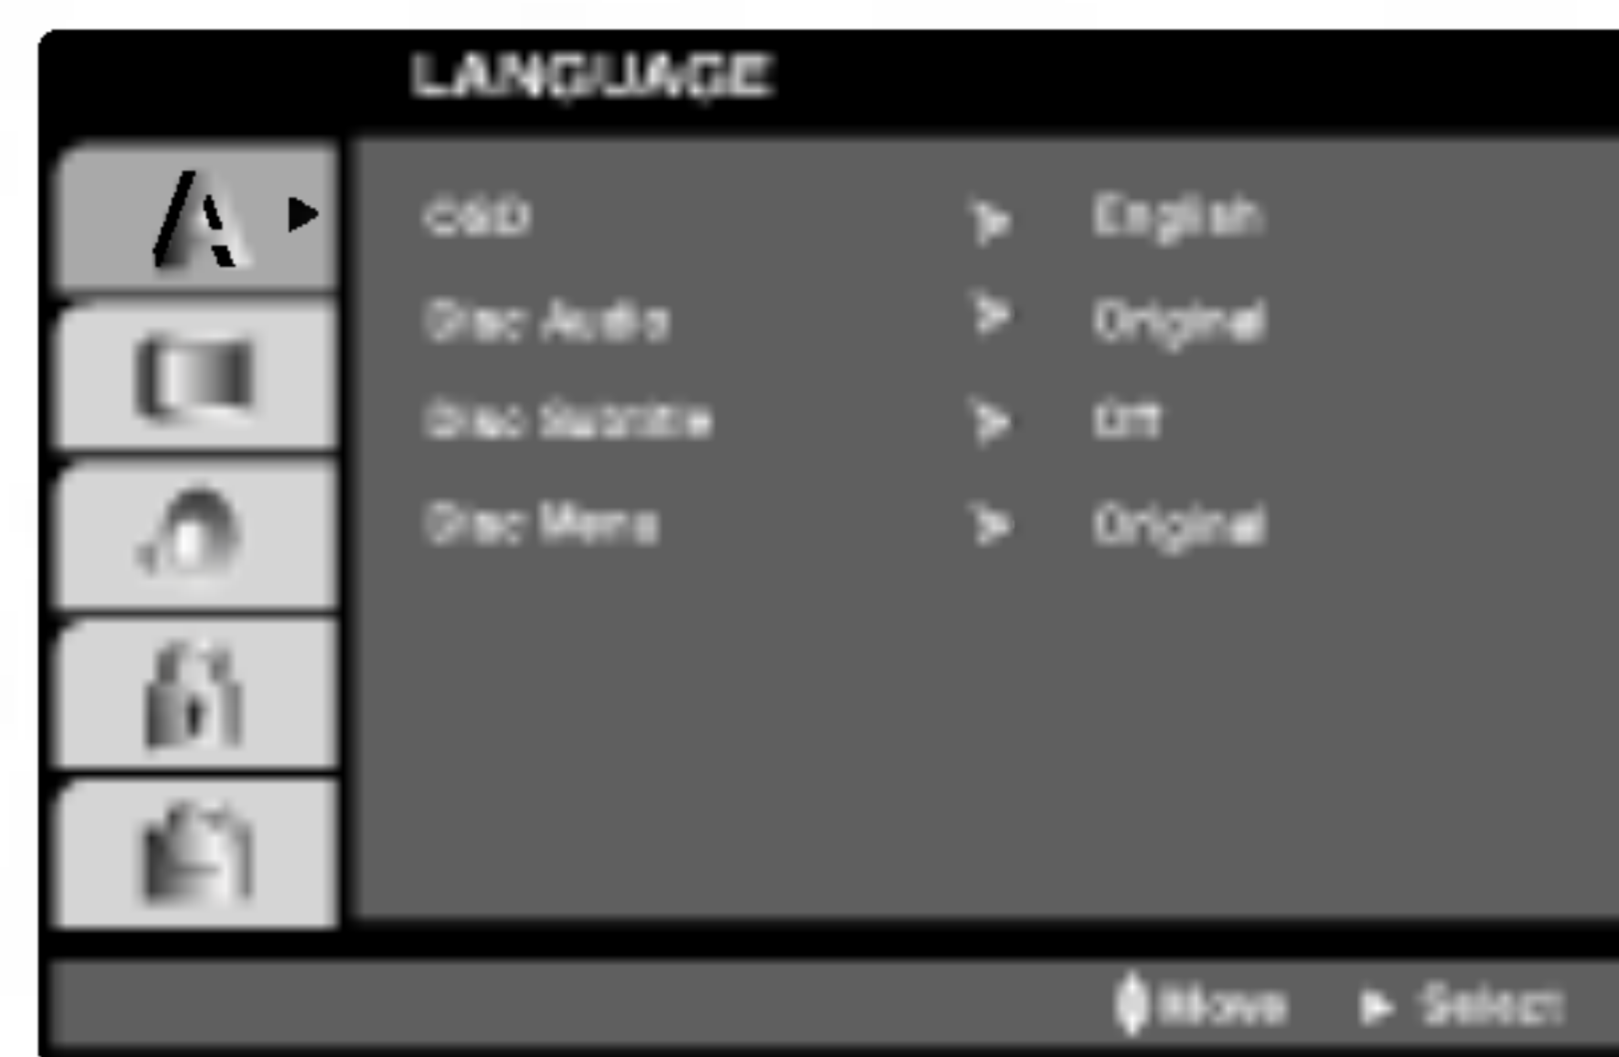 LANGUAGE
OSD English
Disc Audio Original
Disc Subtitle Off
Disc Menu Original
Move Select